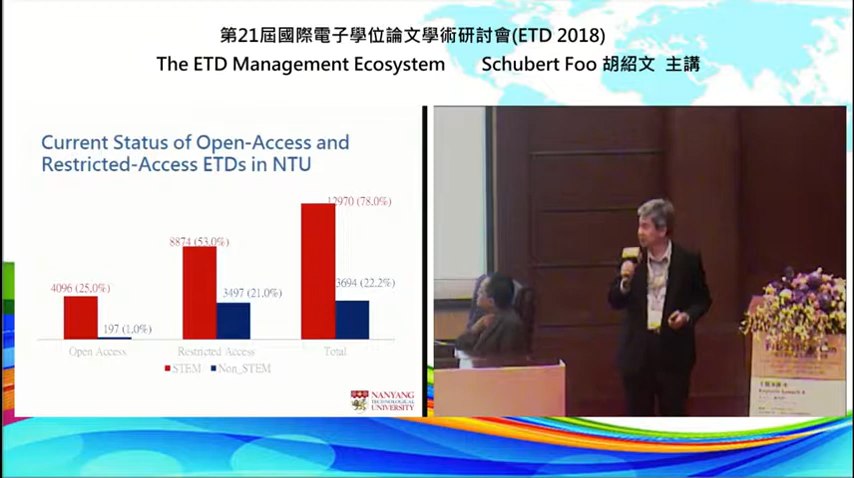 第21屆國際電子學位論文學術研討會(ETD 2018)
The ETD Management Ecosystem Schubert Foo 胡紹文 主講
Current Status of Open-Access and
Restricted-Access ETDs in NTU
12970 (78.0%)
8874 (53.0%)
4096 (25.0%)
3694 (22.2%)
3497 (21.0%)
197 (1.0%)
Open Access Restricted Access Total
STEM Non_STEM
NANYANG
TECHNOLOGICAL
UNIVERSITY